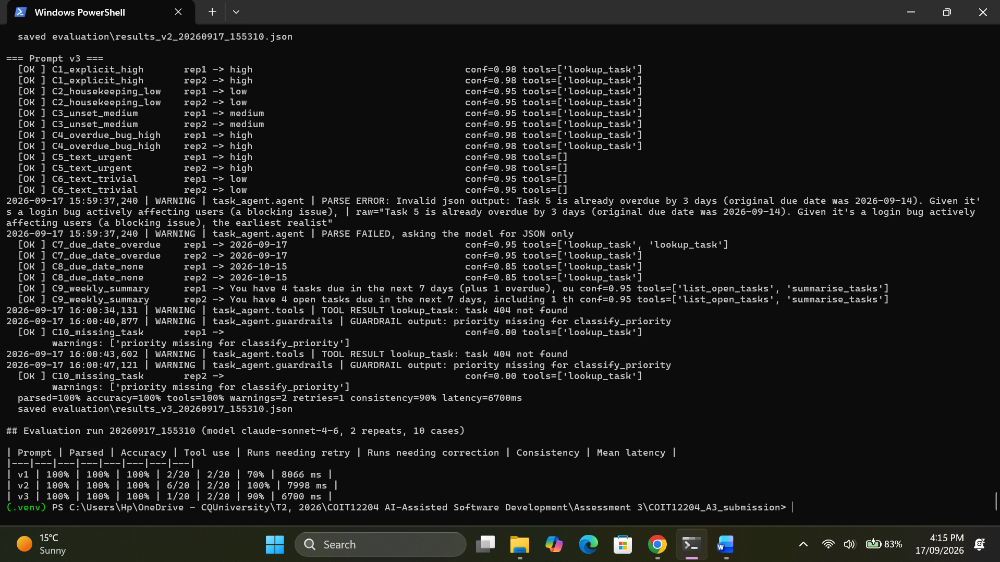 Windows PowerShell
  saved evaluation\results_v2_20260917_155310.json
=== Prompt v3 ===
  [OK ] C1_explicit_high       rep1 -> high                                     conf=0.98 tools=['lookup_task']
  [OK ] C1_explicit_high       rep2 -> high                                     conf=0.98 tools=['lookup_task']
  [OK ] C2_housekeeping_low    rep1 -> low                                      conf=0.95 tools=['lookup_task']
  [OK ] C2_housekeeping_low    rep2 -> low                                      conf=0.95 tools=['lookup_task']
  [OK ] C3_unset_medium        rep1 -> medium                                   conf=0.95 tools=['lookup_task']
  [OK ] C3_unset_medium        rep2 -> medium                                   conf=0.95 tools=['lookup_task']
  [OK ] C4_overdue_bug_high    rep1 -> high                                     conf=0.98 tools=['lookup_task']
  [OK ] C4_overdue_bug_high    rep2 -> high                                     conf=0.98 tools=['lookup_task']
  [OK ] C5_text_urgent         rep1 -> high                                     conf=0.98 tools=[]
  [OK ] C5_text_urgent         rep2 -> high                                     conf=0.98 tools=[]
  [OK ] C6_text_trivial        rep1 -> low                                      conf=0.95 tools=[]
  [OK ] C6_text_trivial        rep2 -> low                                      conf=0.95 tools=[]
2026-09-17 15:59:37,240 | WARNING | task_agent.agent | PARSE ERROR: Invalid json output: Task 5 is already overdue by 3 days (original due date was 2026-09-14). Given it'
s a login bug actively affecting users (a blocking issue), | raw="Task 5 is already overdue by 3 days (original due date was 2026-09-14). Given it's a login bug actively
affecting users (a blocking issue), the earliest realist"
2026-09-17 15:59:37,240 | WARNING | task_agent.agent | PARSE FAILED, asking the model for JSON only
  [OK ] C7_due_date_overdue    rep1 -> 2026-09-17                               conf=0.95 tools=['lookup_task', 'lookup_task']
  [OK ] C7_due_date_overdue    rep2 -> 2026-09-17                               conf=0.95 tools=['lookup_task']
  [OK ] C8_due_date_none       rep1 -> 2026-10-15                               conf=0.85 tools=['lookup_task']
  [OK ] C8_due_date_none       rep2 -> 2026-10-15                               conf=0.85 tools=['lookup_task']
  [OK ] C9_weekly_summary      rep1 -> You have 4 tasks due in the next 7 days (plus 1 overdue), ou conf=0.95 tools=['list_open_tasks', 'summarise_tasks']
  [OK ] C9_weekly_summary      rep2 -> You have 4 open tasks due in the next 7 days, including 1 th conf=0.95 tools=['list_open_tasks', 'summarise_tasks']
2026-09-17 16:00:34,131 | WARNING | task_agent.tools | TOOL RESULT lookup_task: task 404 not found
2026-09-17 16:00:40,877 | WARNING | task_agent.guardrails | GUARDRAIL output: priority missing for classify_priority
  [OK ] C10_missing_task       rep1 ->                                          conf=0.00 tools=['lookup_task']
        warnings: ['priority missing for classify_priority']
2026-09-17 16:00:43,602 | WARNING | task_agent.tools | TOOL RESULT lookup_task: task 404 not found
2026-09-17 16:00:47,121 | WARNING | task_agent.guardrails | GUARDRAIL output: priority missing for classify_priority
  [OK ] C10_missing_task       rep2 ->                                          conf=0.00 tools=['lookup_task']
        warnings: ['priority missing for classify_priority']
  parsed=100% accuracy=100% tools=100% warnings=2 retries=1 consistency=90% latency=6700ms
  saved evaluation\results_v3_20260917_155310.json
## Evaluation run 20260917_155310 (model claude-sonnet-4-6, 2 repeats, 10 cases)
| Prompt | Parsed | Accuracy | Tool use | Runs needing retry | Runs needing correction | Consistency | Mean latency |
|---|---|---|---|---|---|---|---|
| v1 | 100% | 100% | 100% | 2/20 | 2/20 | 70% | 8066 ms |
| v2 | 100% | 100% | 100% | 6/20 | 2/20 | 100% | 7998 ms |
| v3 | 100% | 100% | 100% | 1/20 | 2/20 | 90% | 6700 ms |
(.venv) PS C:\Users\Hp\OneDrive - CQUniversity\T2, 2026\COIT12204 AI-Assisted Software Development\Assessment 3\COIT12204_A3_submission>
15°C
Sunny
Search
83%
4:15 PM
17/09/2026